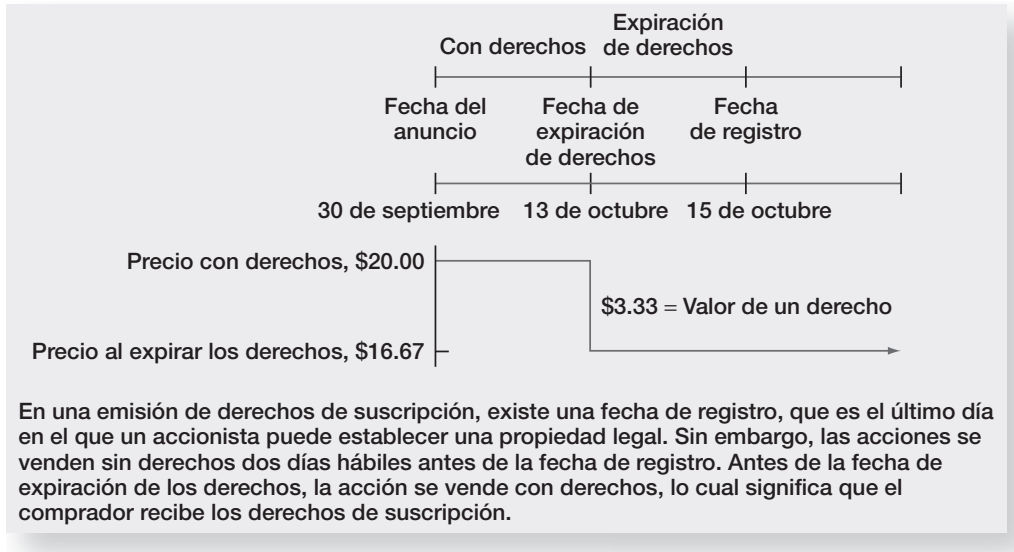 Expiración
Con derechos de derechos
Fecha del Fecha de Fecha
anuncio expiración de registro
de derechos
30 de septiembre 13 de octubre 15 de octubre
Precio con derechos, $20.00
$3.33 = Valor de un derecho
Precio al expirar los derechos, $16.67
En una emisión de derechos de suscripción, existe una fecha de registro, que es el último día
en el que un accionista puede establecer una propiedad legal. Sin embargo, las acciones se
venden sin derechos dos días hábiles antes de la fecha de registro. Antes de la fecha de
expiración de los derechos, la acción se vende con derechos, lo cual significa que el
comprador recibe los derechos de suscripción.